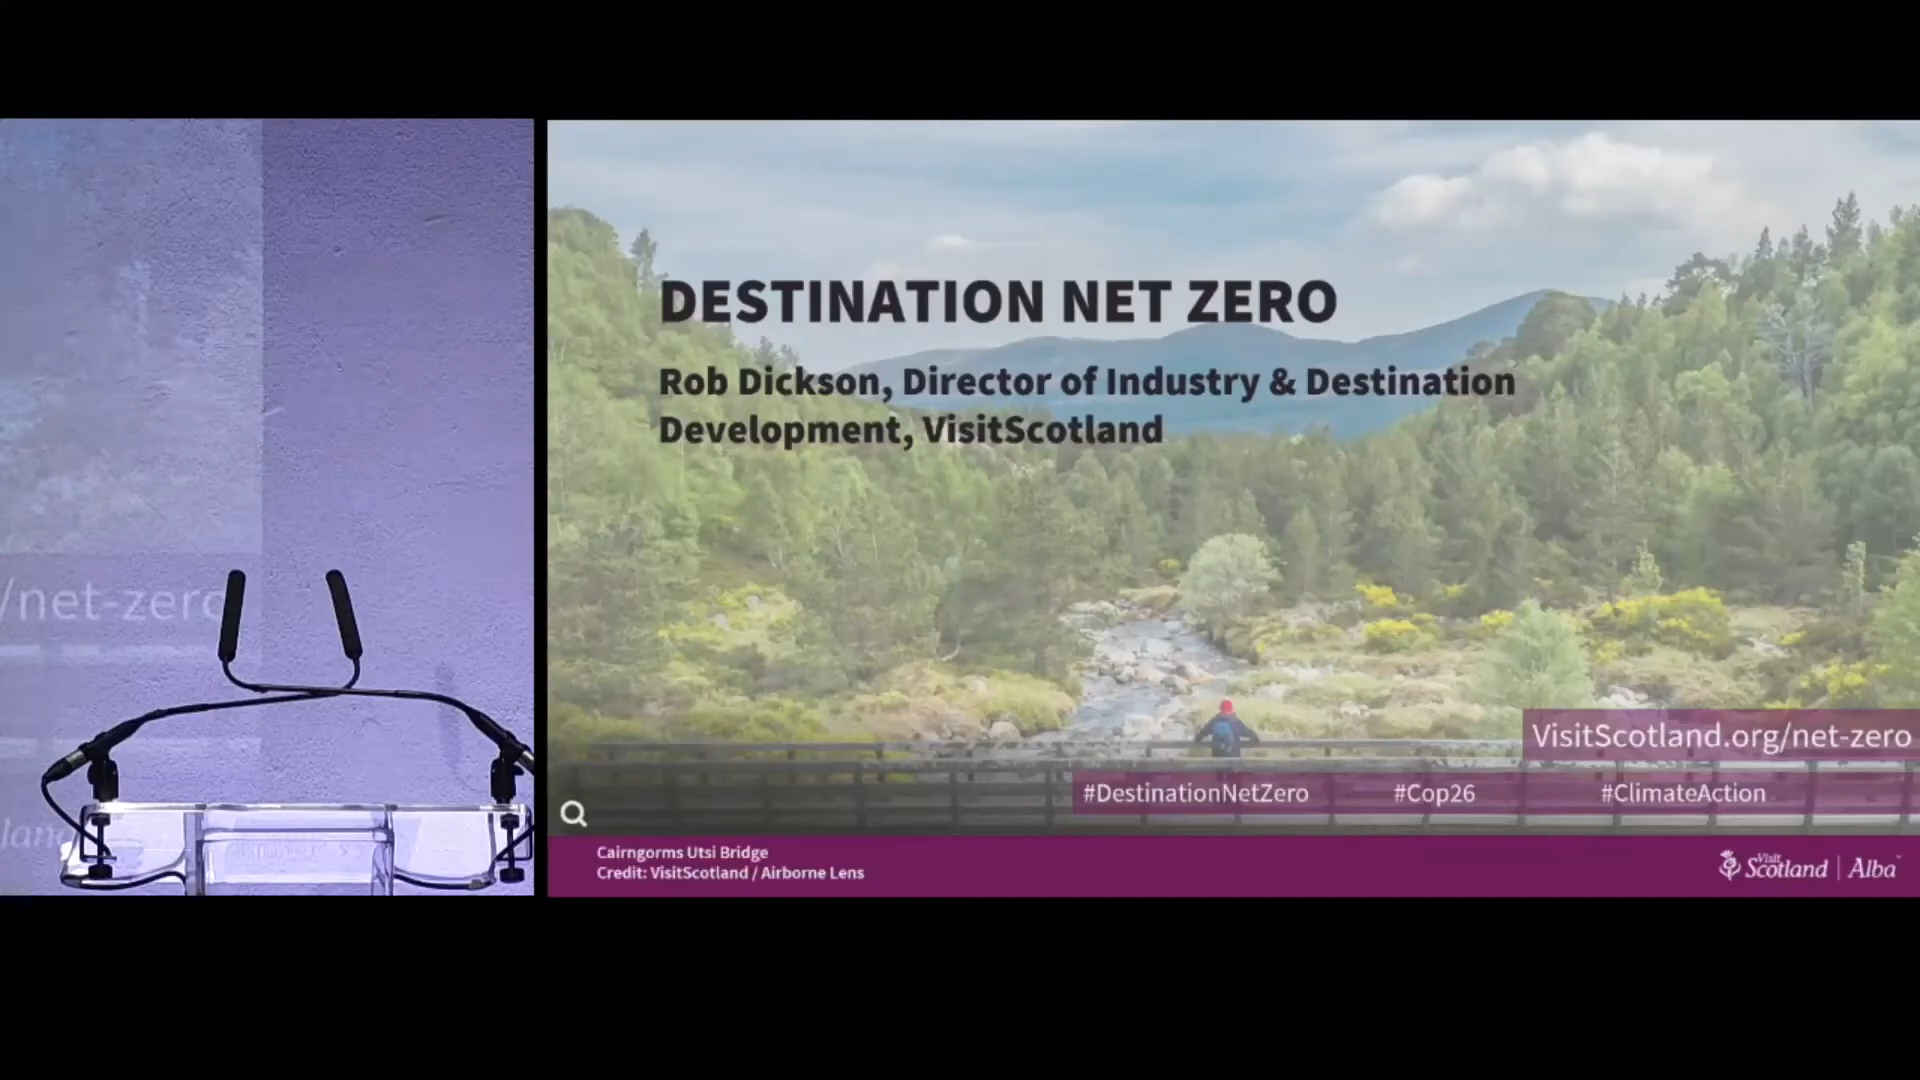 DESTINATION NET ZERO
Rob Dickson, Director of Industry & Destination
Development, VisitScotland
/net-zero
VisitScotland.org/net-zero
#DestinationNetZero #Cop26 #ClimateAction
land
Cairngorms Utsi Bridge
Credit: VisitScotland / Airborne Lens
Visit
Scotland | Alba